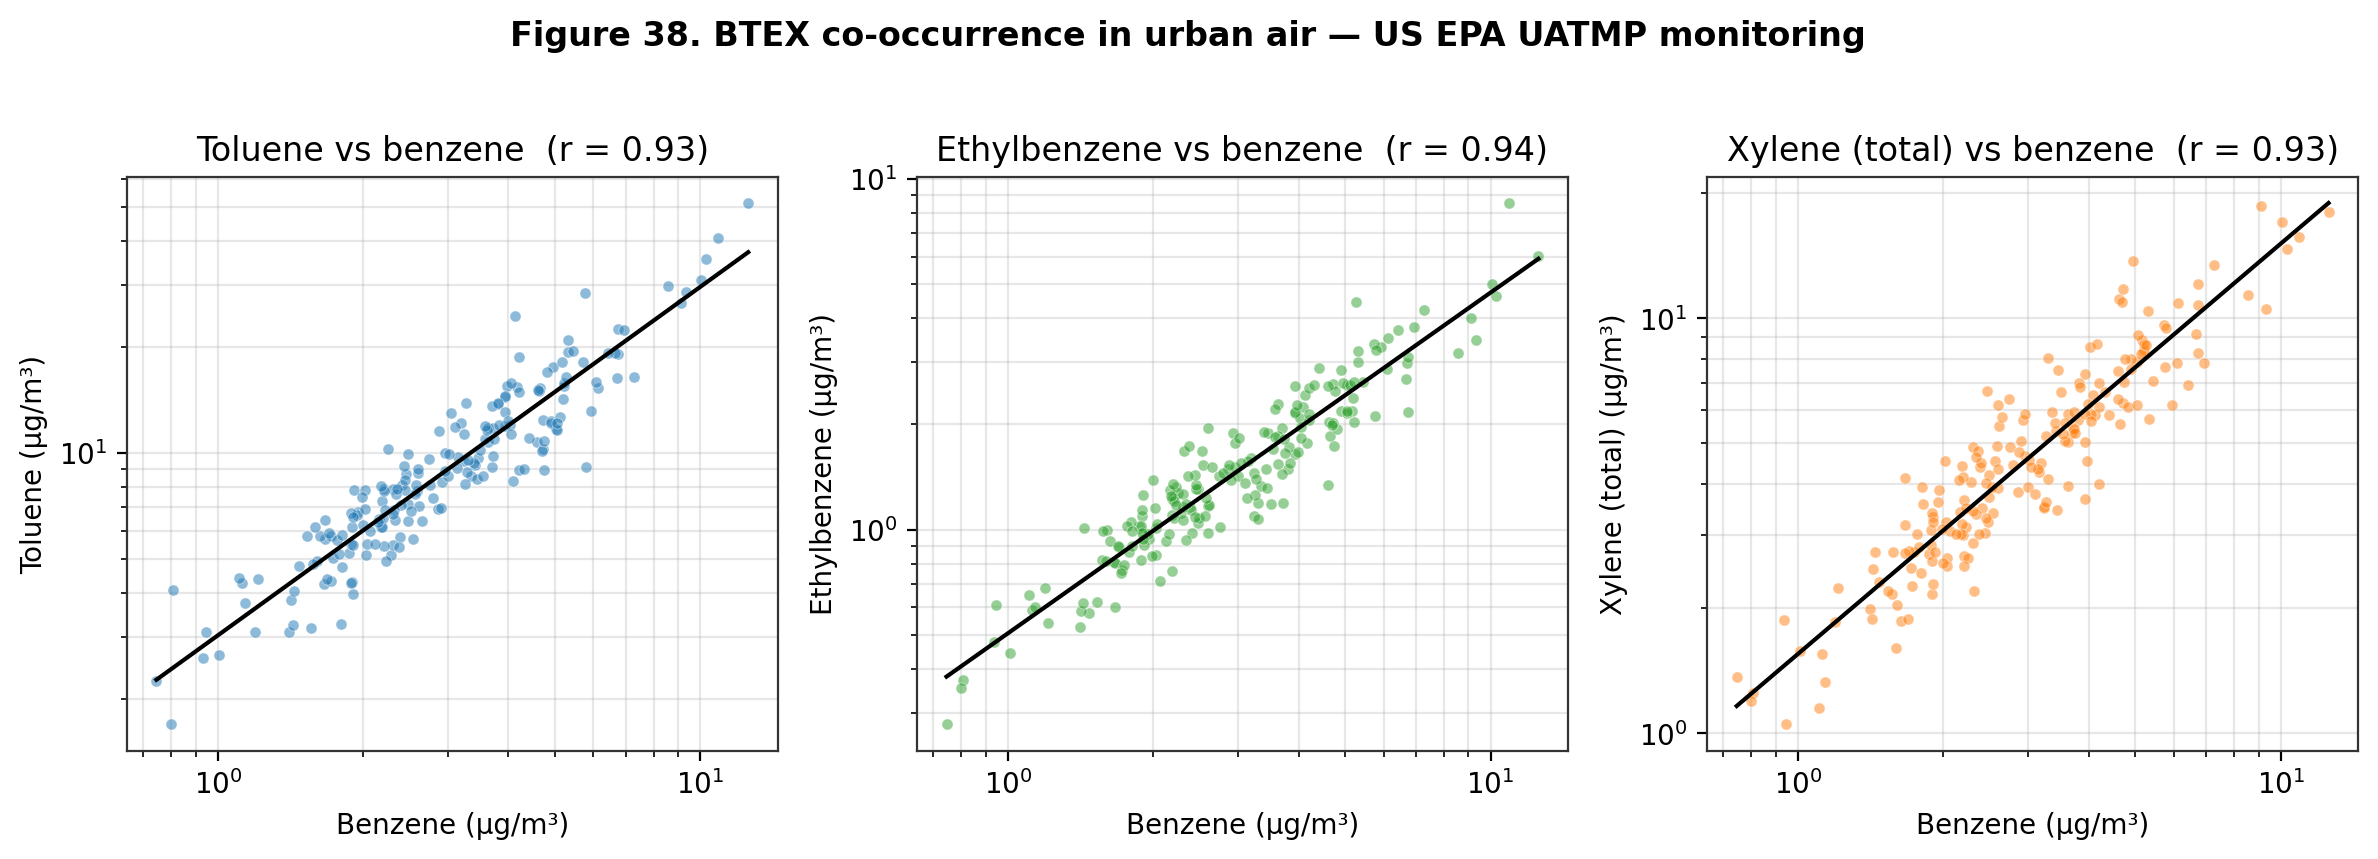 Figure 38. BTEX co-occurrence in urban air — US EPA UATMP monitoring
Toluene vs benzene (r = 0.93)
Toluene (µg/m³)
10¹
10⁰ 10¹
Benzene (µg/m³)
Ethylbenzene vs benzene (r = 0.94)
Ethylbenzene (µg/m³)
10¹
10⁰
10⁰ 10¹
Benzene (µg/m³)
Xylene (total) vs benzene (r = 0.93)
Xylene (total) (µg/m³)
10¹
10⁰
10⁰ 10¹
Benzene (µg/m³)